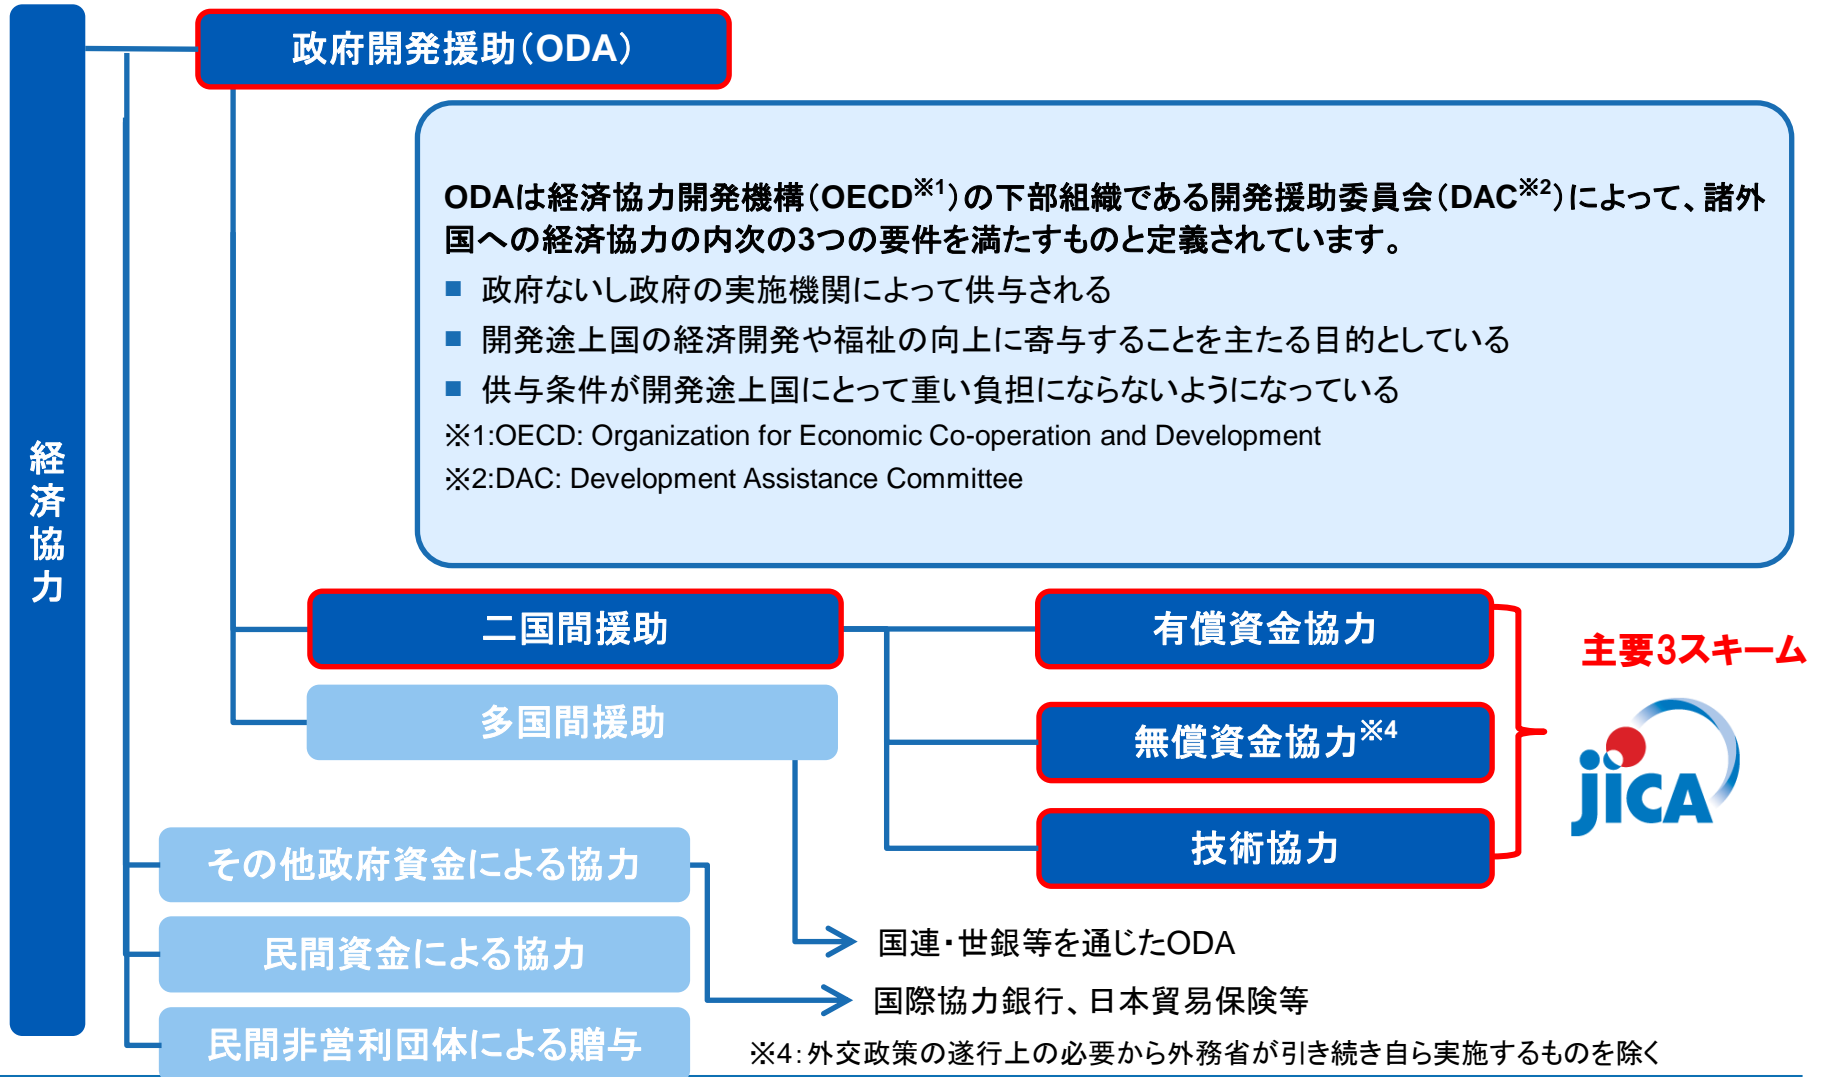 経済協力
政府開発援助(ODA)
ODAは経済協力開発機構(OECD※1)の下部組織である開発援助委員会(DAC※2)によって、諸外
国への経済協力の内次の3つの要件を満たすものと定義されています。
■ 政府ないし政府の実施機関によって供与される
■ 開発途上国の経済開発や福祉の向上に寄与することを主たる目的としている
■ 供与条件が開発途上国にとって重い負担にならないようになっている
※1:OECD: Organization for Economic Co-operation and Development
※2:DAC: Development Assistance Committee
二国間援助
有償資金協力
主要3スキーム
多国間援助
無償資金協力※4
jICA
技術協力
その他政府資金による協力
国連・世銀等を通じたODA
民間資金による協力
国際協力銀行、日本貿易保険等
民間非営利団体による贈与
※4:外交政策の遂行上の必要から外務省が引き続き自ら実施するものを除く